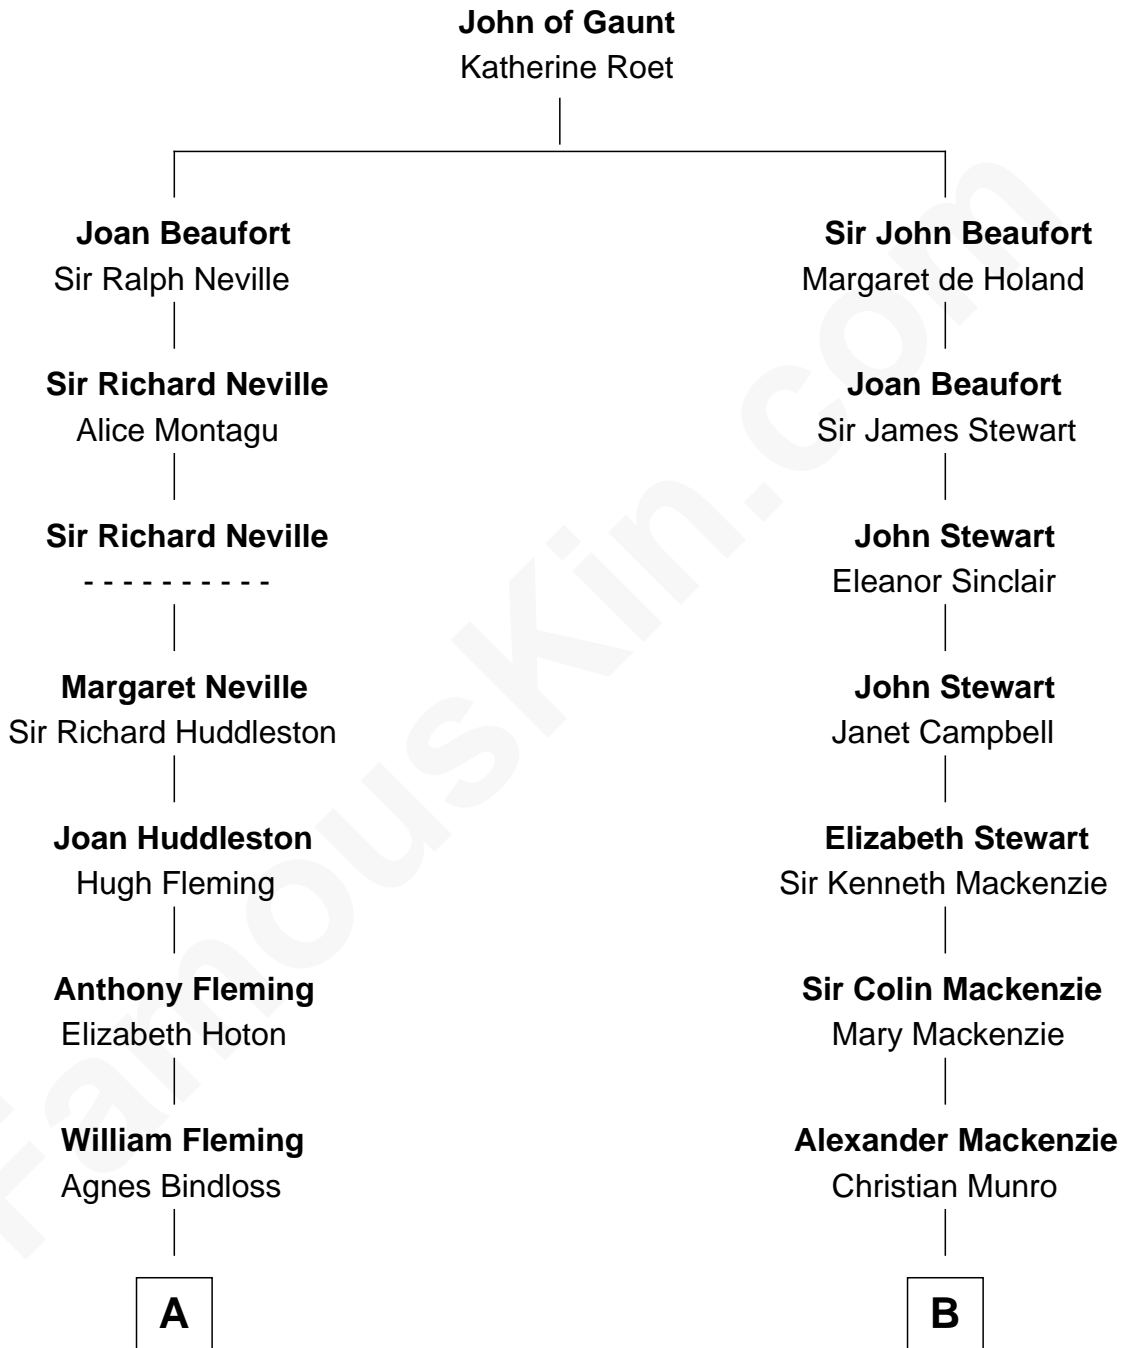 John of Gaunt
Katherine Roet
Joan Beaufort
Sir Ralph Neville
Sir John Beaufort
Margaret de Holand
Sir Richard Neville
Alice Montagu
Joan Beaufort
Sir James Stewart
Sir Richard Neville
- - - - - - - - - -
John Stewart
Eleanor Sinclair
Margaret Neville
Sir Richard Huddleston
John Stewart
Janet Campbell
Joan Huddleston
Hugh Fleming
Elizabeth Stewart
Sir Kenneth Mackenzie
Anthony Fleming
Elizabeth Hoton
Sir Colin Mackenzie
Mary Mackenzie
William Fleming
Agnes Bindloss
Alexander Mackenzie
Christian Munro
A
B
FamousKin.com